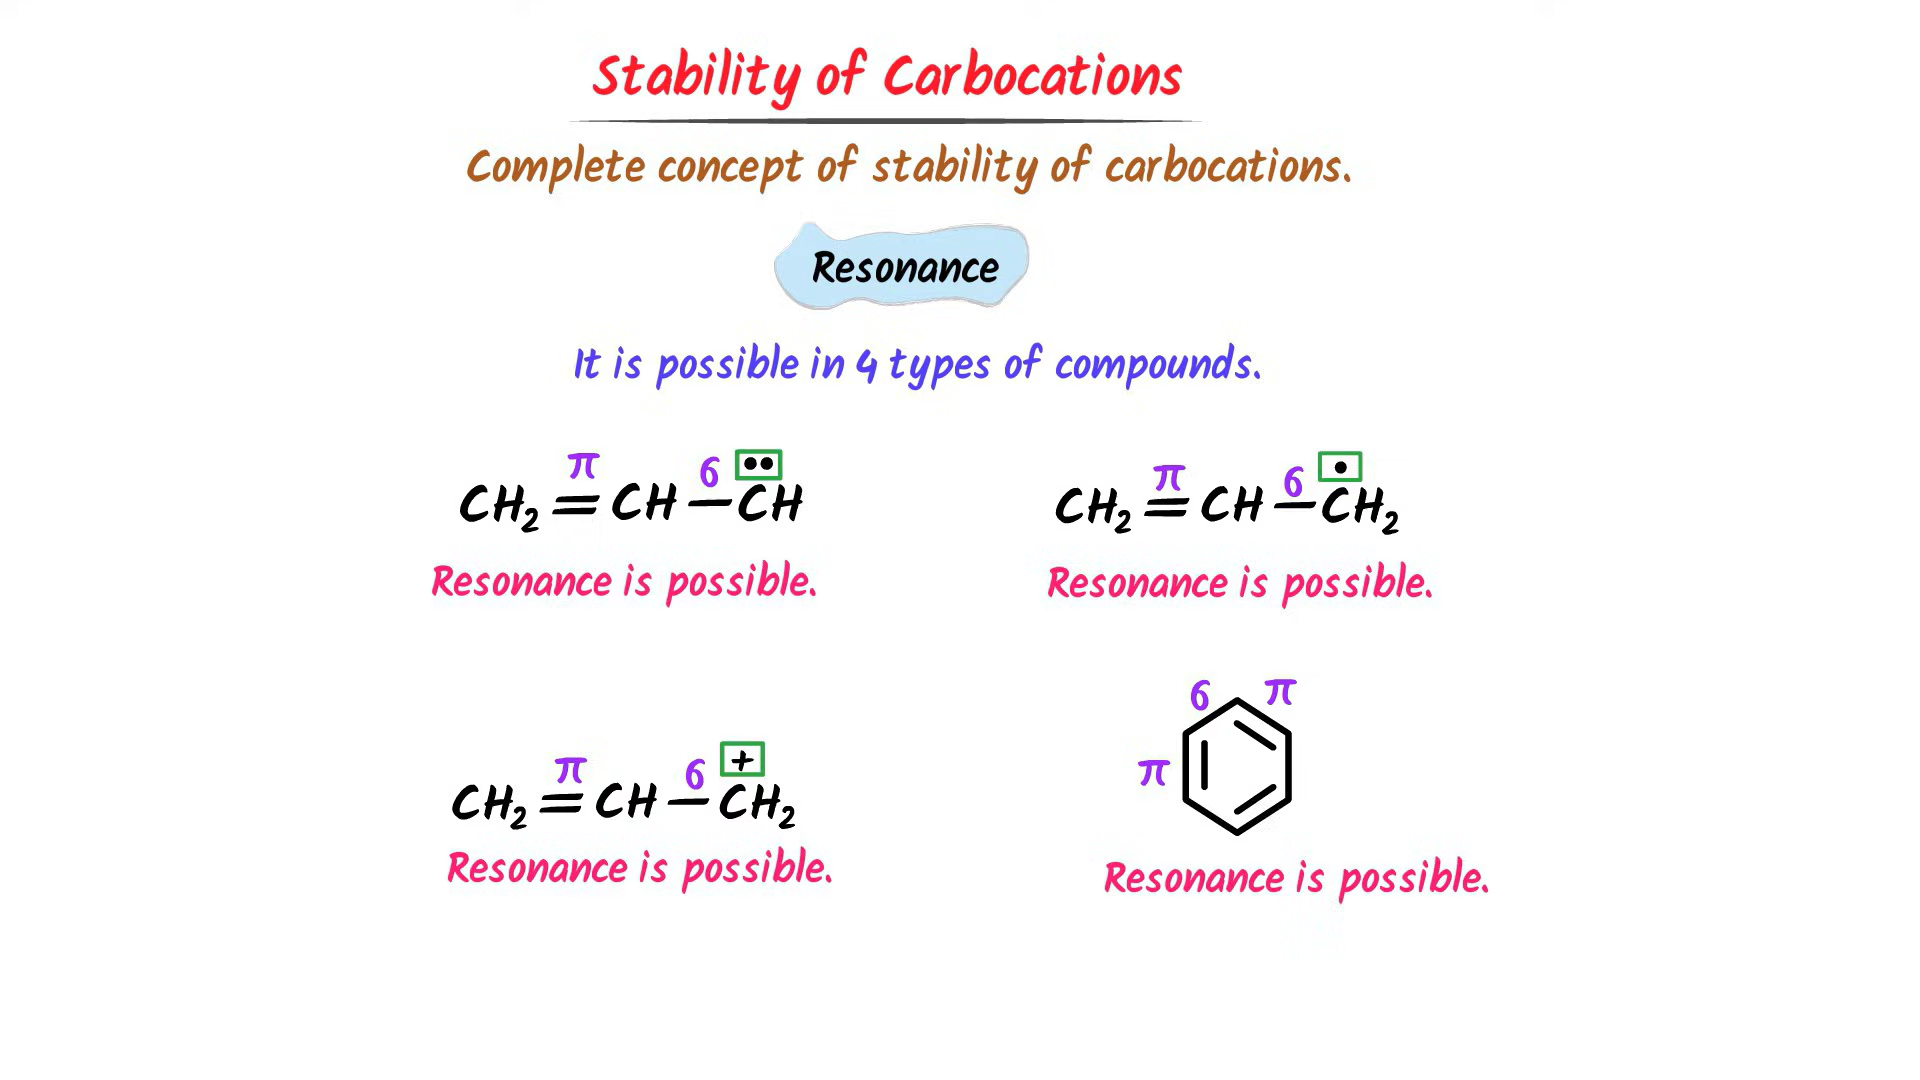 Stability of Carbocations
Complete concept of stability of carbocations.
Resonance
It is possible in 4 types of compounds.
π 6 ••
CH₂ = CH — CH
Resonance is possible.
π 6 •
CH₂ = CH — CH₂
Resonance is possible.
π 6 +
CH₂ = CH — CH₂
Resonance is possible.
6 π
π
Resonance is possible.